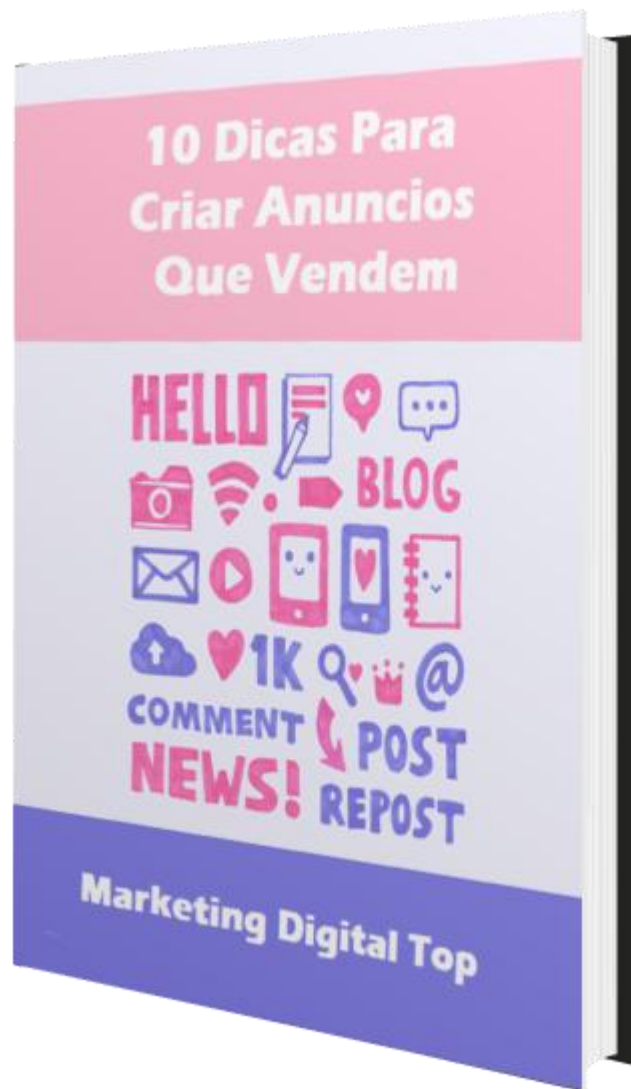 10 Dicas Para
Criar Anuncios
Que Vendem
HELLO
BLOG
1K
@
COMMENT
POST
NEWS!
REPOST
Marketing Digital Top